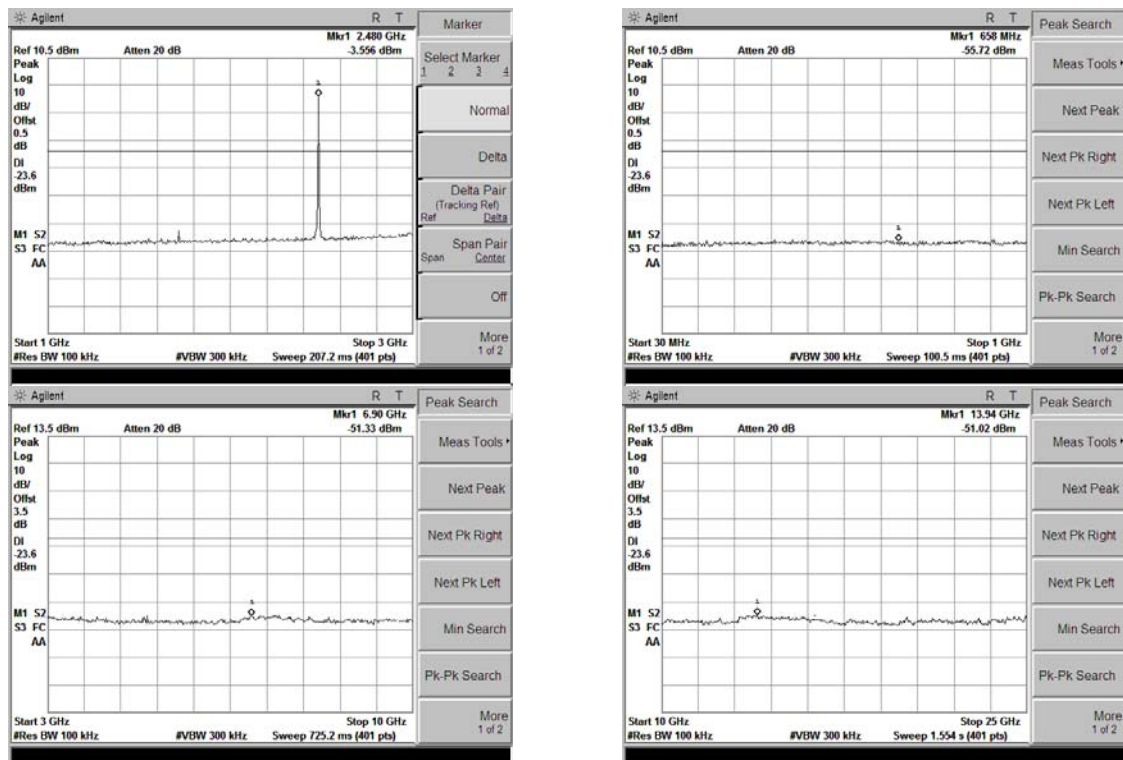 Agilent R T Marker
Mkr1 2.480 GHz
Ref 10.5 dBm Atten 20 dB -3.556 dBm
Peak
Log
10
dB/
Offst
0.5
dB
DI
-23.6
dBm
M1 S2
S3 FC
AA
1
Start 1 GHz Stop 3 GHz
#Res BW 100 kHz #VBW 300 kHz Sweep 207.2 ms (401 pts)
Select Marker
1 2 3 4
Normal
Delta
Delta Pair
(Tracking Ref)
Ref Delta
Span Pair
Span Center
Off
More
1 of 2
Agilent R T Peak Search
Mkr1 658 MHz
Ref 10.5 dBm Atten 20 dB -55.72 dBm
Peak
Log
10
dB/
Offst
0.5
dB
DI
-23.6
dBm
M1 S2
S3 FC
AA
1
Start 30 MHz Stop 1 GHz
#Res BW 100 kHz #VBW 300 kHz Sweep 100.5 ms (401 pts)
Meas Tools
Next Peak
Next Pk Right
Next Pk Left
Min Search
Pk-Pk Search
More
1 of 2
Agilent R T Peak Search
Mkr1 6.90 GHz
Ref 13.5 dBm Atten 20 dB -51.33 dBm
Peak
Log
10
dB/
Offst
3.5
dB
DI
-23.6
dBm
M1 S2
S3 FC
AA
1
Start 3 GHz Stop 10 GHz
#Res BW 100 kHz #VBW 300 kHz Sweep 725.2 ms (401 pts)
Meas Tools
Next Peak
Next Pk Right
Next Pk Left
Min Search
Pk-Pk Search
More
1 of 2
Agilent R T Peak Search
Mkr1 13.94 GHz
Ref 13.5 dBm Atten 20 dB -51.02 dBm
Peak
Log
10
dB/
Offst
3.5
dB
DI
-23.6
dBm
M1 S2
S3 FC
AA
1
Start 10 GHz Stop 25 GHz
#Res BW 100 kHz #VBW 300 kHz Sweep 1.554 s (401 pts)
Meas Tools
Next Peak
Next Pk Right
Next Pk Left
Min Search
Pk-Pk Search
More
1 of 2